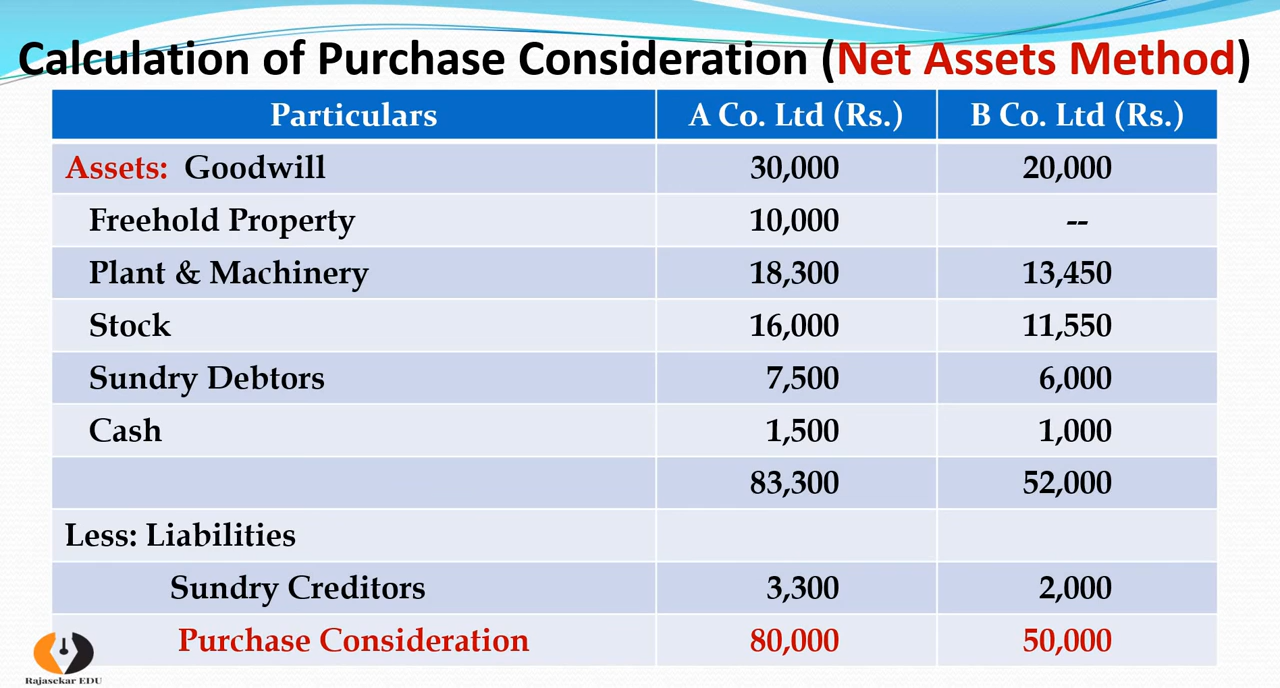 Calculation of Purchase Consideration (Net Assets Method)
Particulars A Co. Ltd (Rs.) B Co. Ltd (Rs.)
Assets: Goodwill 30,000 20,000
Freehold Property 10,000 --
Plant & Machinery 18,300 13,450
Stock 16,000 11,550
Sundry Debtors 7,500 6,000
Cash 1,500 1,000
83,300 52,000
Less: Liabilities
Sundry Creditors 3,300 2,000
Purchase Consideration 80,000 50,000
Rajasekar EDU